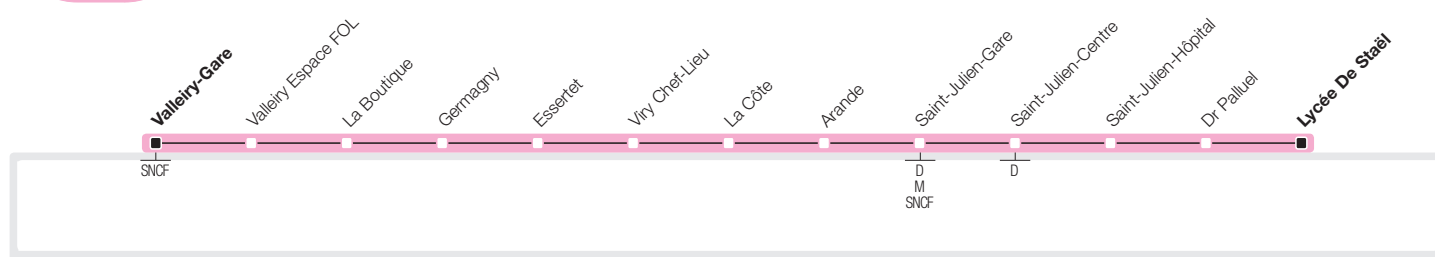 Valleiry-Gare
Valleiry Espace FOL
La Boutique
Germagny
Essertet
Viry Chef-Lieu
La Côte
Arande
Saint-Julien-Gare
Saint-Julien-Centre
Saint-Julien-Hôpital
Dr Palluel
Lycée De Staël
SNCF
D
M
SNCF
D